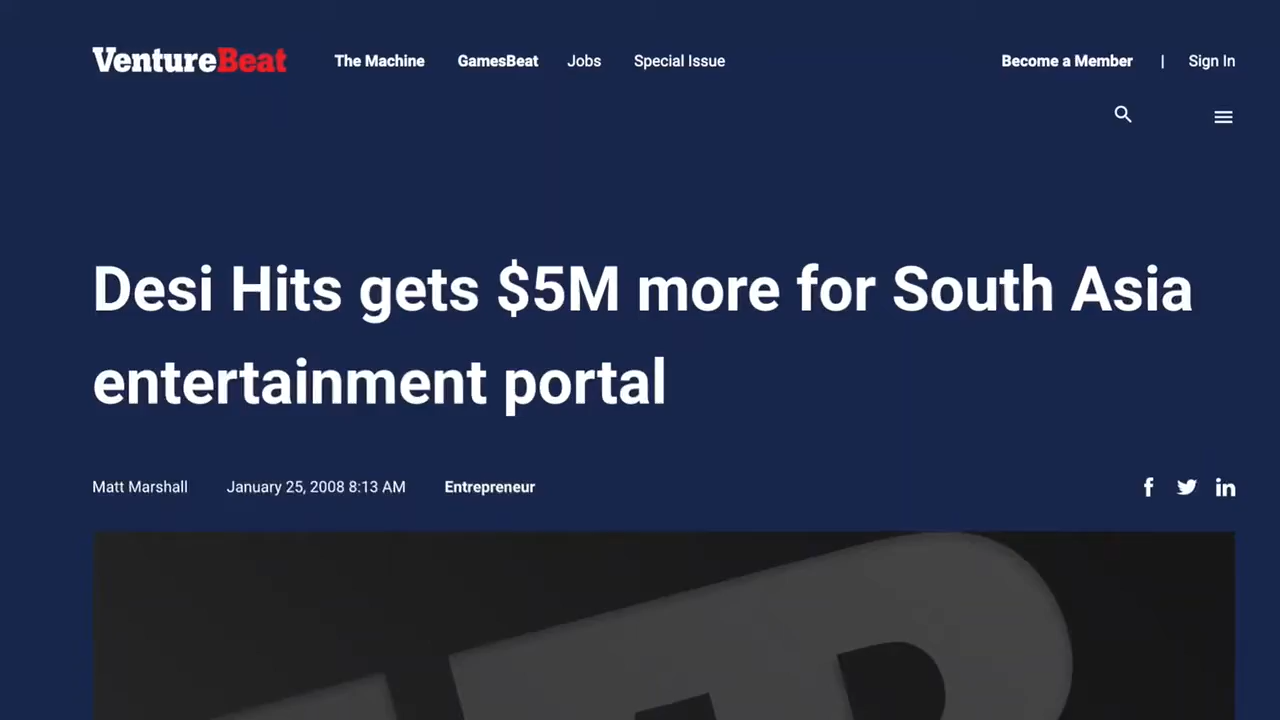 VentureBeat The Machine GamesBeat Jobs Special Issue Become a Member | Sign In
Desi Hits gets $5M more for South Asia
entertainment portal
Matt Marshall January 25, 2008 8:13 AM Entrepreneur